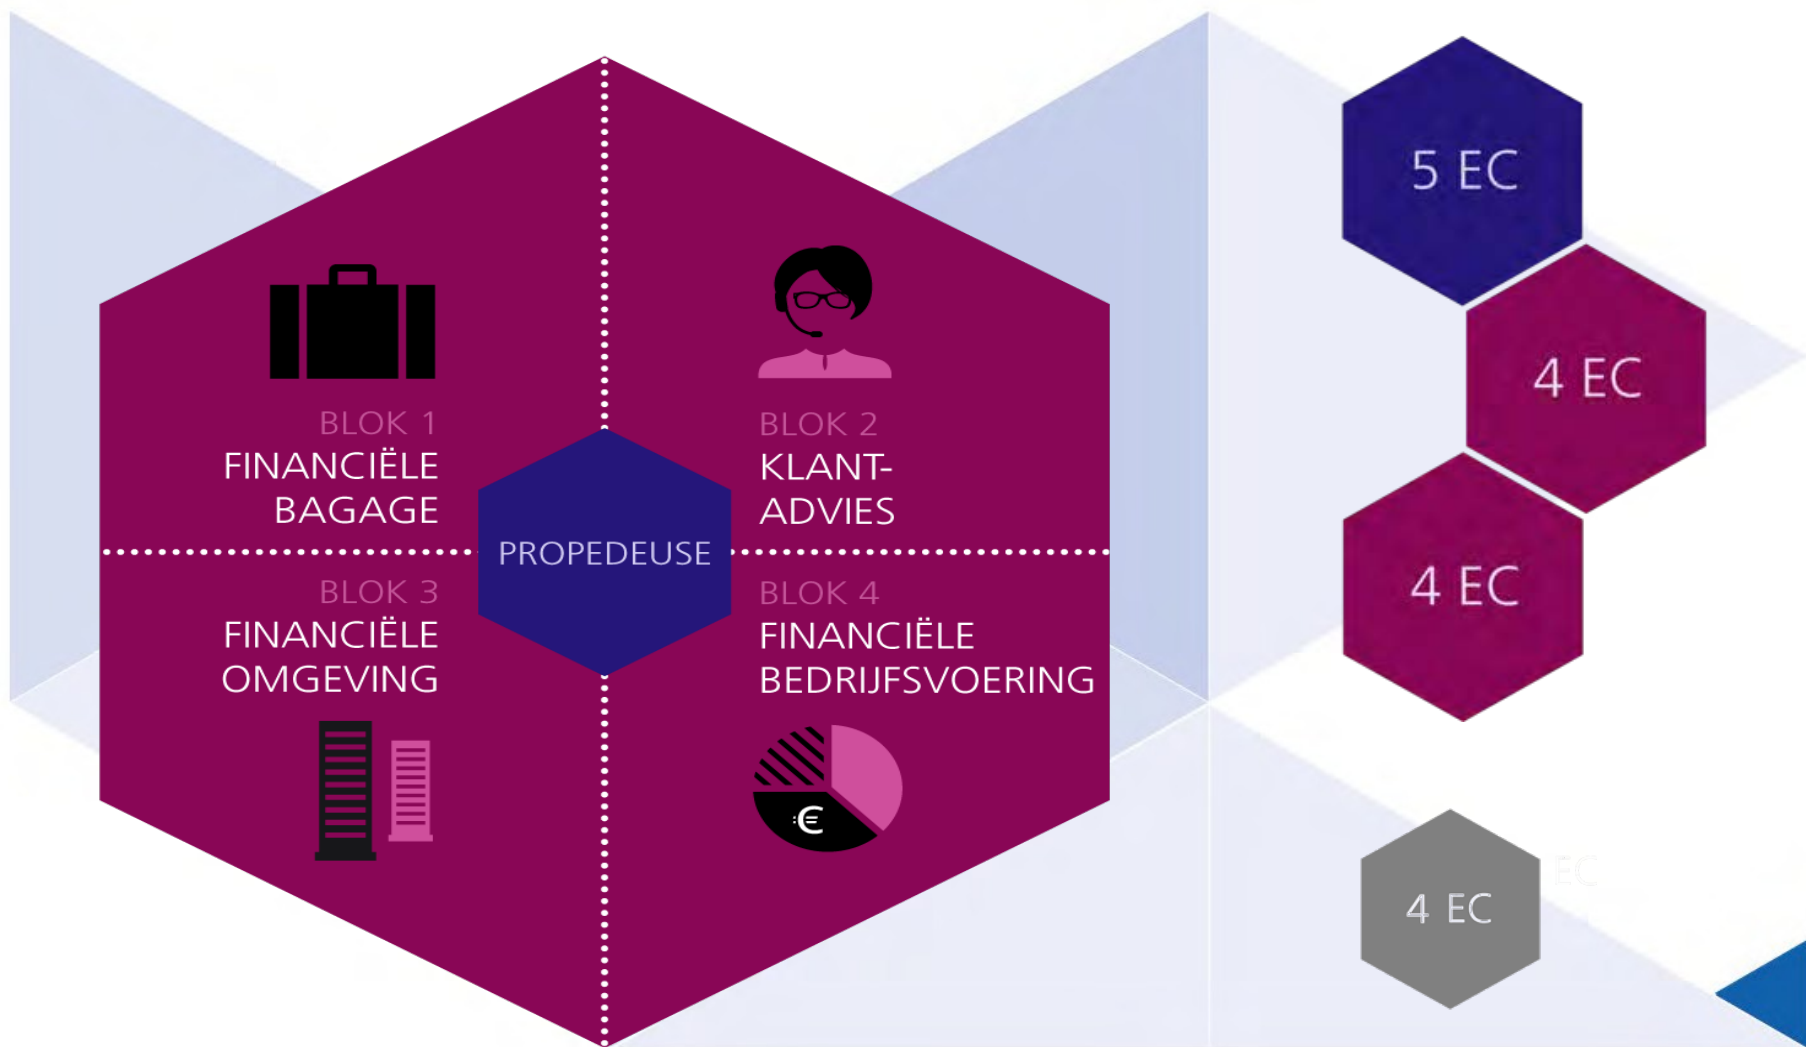 BLOK 1
FINANCIËLE
BAGAGE
BLOK 2
KLANT-
ADVIES
PROPEDEUSE
BLOK 3
FINANCIËLE
OMGEVING
BLOK 4
FINANCIËLE
BEDRIJFSVOERING
€
5 EC
4 EC
4 EC
4 EC
EC